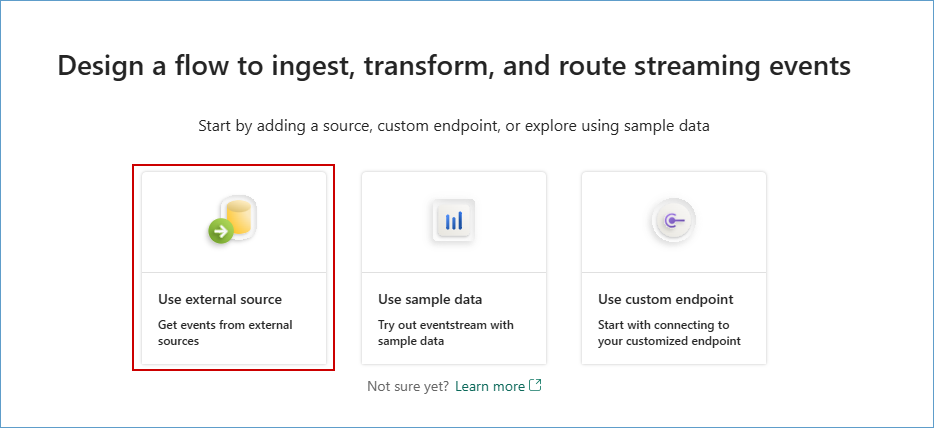 Design a flow to ingest, transform, and route streaming events
Start by adding a source, custom endpoint, or explore using sample data
Use external source
Get events from external
sources
Use sample data
Try out eventstream with
sample data
Use custom endpoint
Start with connecting to
your customized endpoint
Not sure yet? Learn more